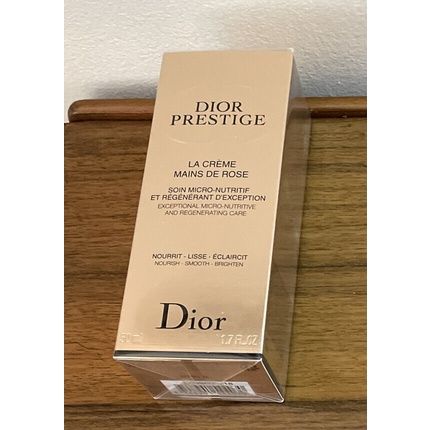 DIOR
PRESTIGE
LA CRÈME
MAINS DE ROSE
SOIN MICRO-NUTRITIF
ET RÉGÉNÉRANT D'EXCEPTION
EXCEPTIONAL MICRO-NUTRITIVE
AND REGENERATING CARE
NOURRIT - LISSE - ÉCLAIRCIT
NOURISH - SMOOTH - BRIGHTEN
Dior
50ml 1.7 FL.OZ